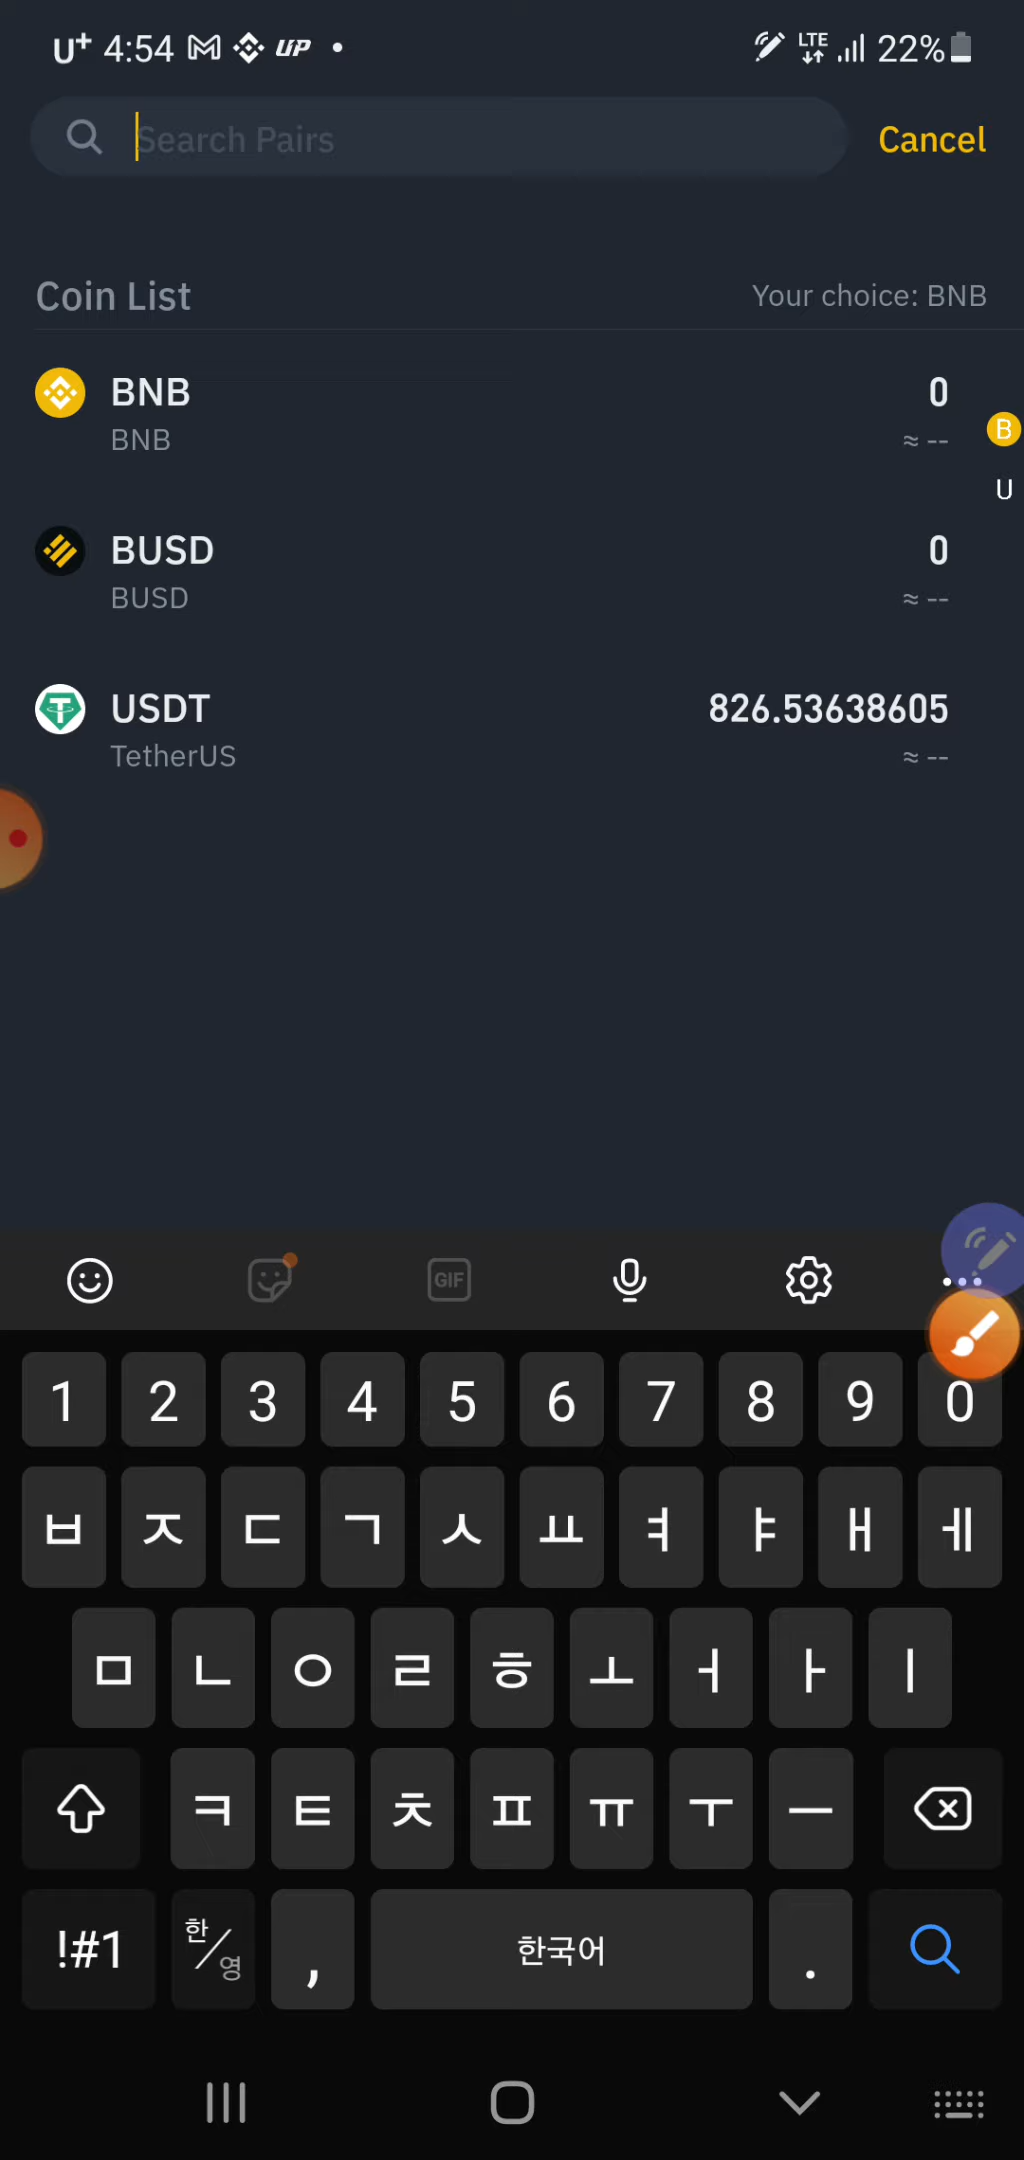 U+ 4:54 UP LTE 22%
Search Pairs Cancel
Coin List Your choice: BNB
BNB 0
BNB ≈ --
B
U
BUSD 0
BUSD ≈ --
USDT 826.53638605
TetherUS ≈ --
GIF
1 2 3 4 5 6 7 8 9 0
ㅂ ㅈ ㄷ ㄱ ㅅ ㅛ ㅕ ㅑ ㅐ ㅔ
ㅁ ㄴ ㅇ ㄹ ㅎ ㅗ ㅓ ㅏ ㅣ
ㅋ ㅌ ㅊ ㅍ ㅠ ㅜ ㅡ
!#1 한/영 , 한국어 .